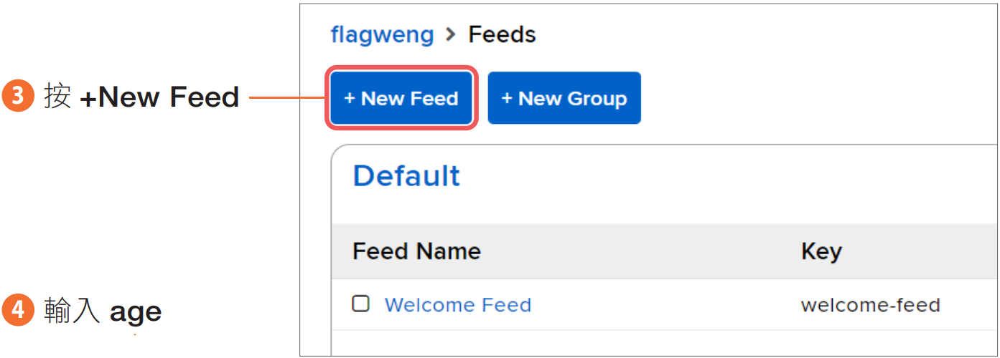 flagweng > Feeds
3 按 +New Feed
+ New Feed
+ New Group
Default
Feed Name Key
Welcome Feed welcome-feed
4 輸入 age